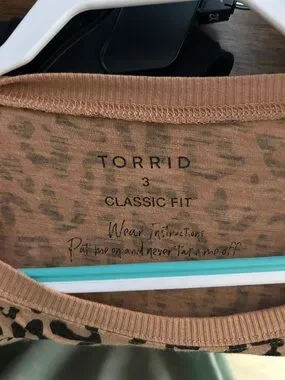 TORRID
3
CLASSIC FIT
Wear Instructions
Put me on and never take me off